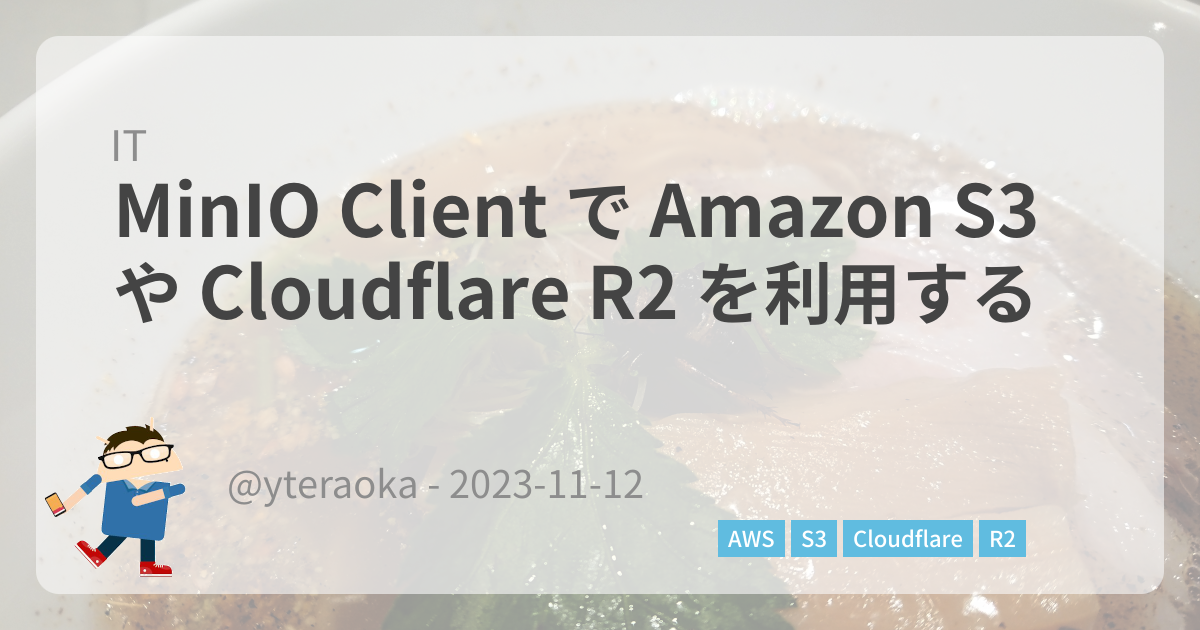 IT
MinIO Client で Amazon S3
や Cloudflare R2 を利用する
@yteraoka - 2023-11-12
AWS S3 Cloudflare R2